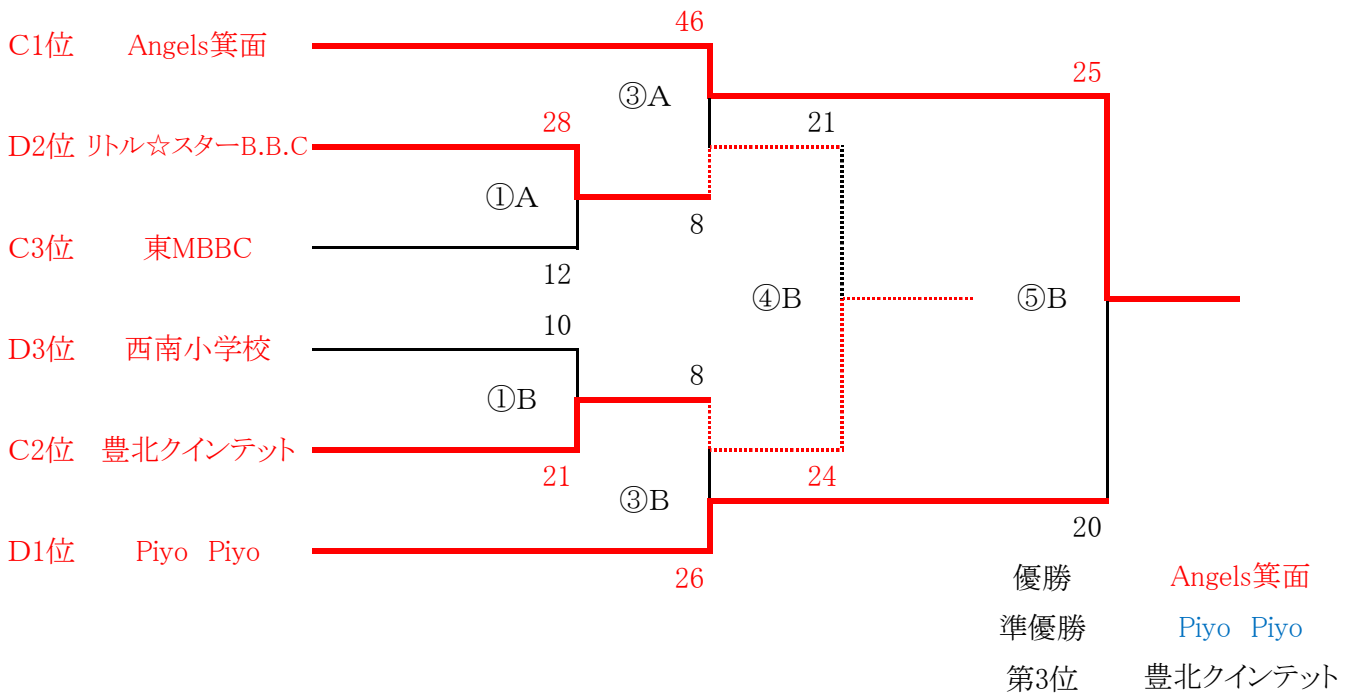 46
C1位 Angels箕面
25
③A
28
21
D2位 リトル☆スターB.B.C
①A
8
C3位 東MBBC
12
④B
⑤B
10
D3位 西南小学校
8
①B
C2位 豊北クインテット
21
24
③B
20
D1位 Piyo Piyo
26
優勝 Angels箕面
準優勝 Piyo Piyo
第3位 豊北クインテット